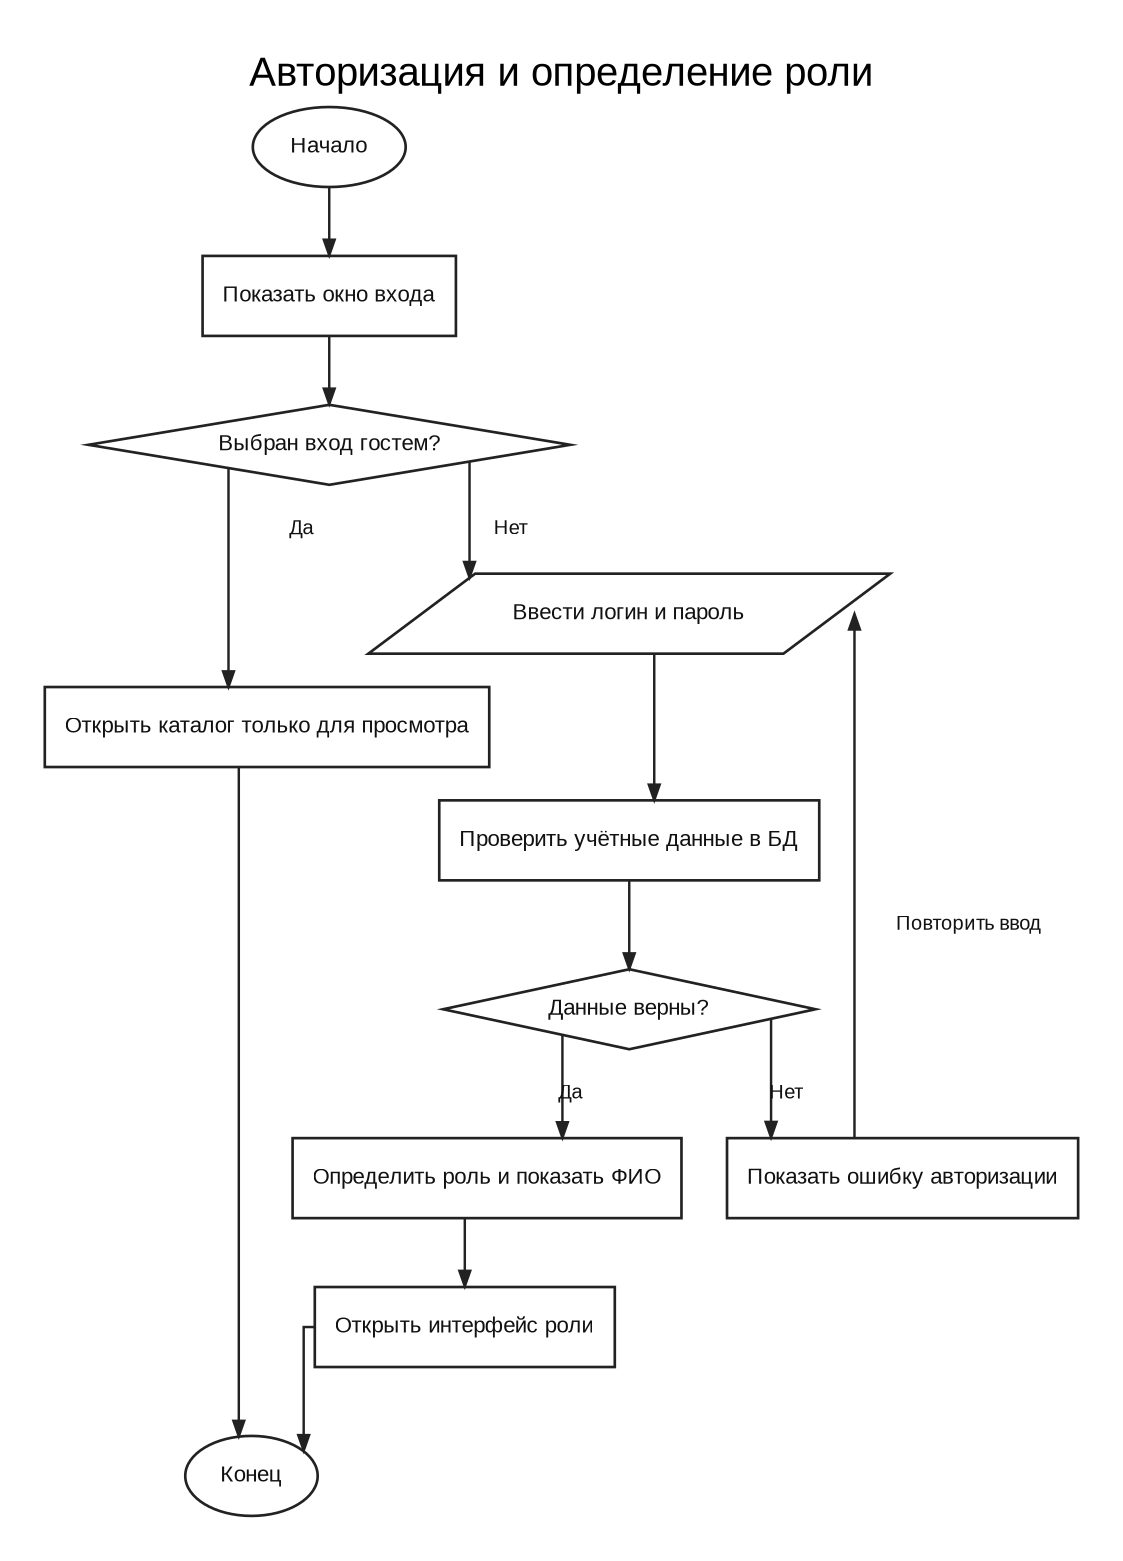 Авторизация и определение роли
Начало
Показать окно входа
Выбран вход гостем?
Да
Нет
Ввести логин и пароль
Открыть каталог только для просмотра
Проверить учётные данные в БД
Повторить ввод
Данные верны?
Да
Нет
Определить роль и показать ФИО
Показать ошибку авторизации
Открыть интерфейс роли
Конец